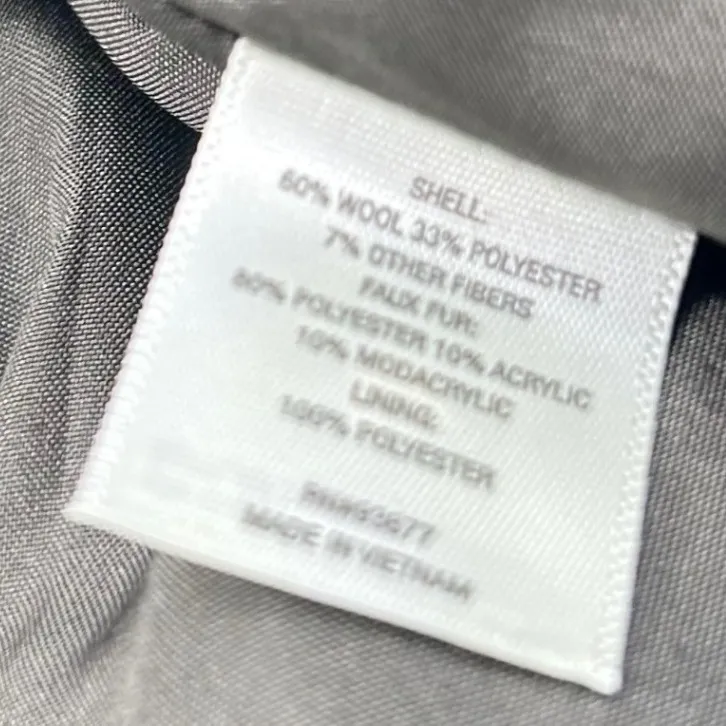 SHELL:
60% WOOL 33% POLYESTER
7% OTHER FIBERS
FAUX FUR:
80% POLYESTER 10% ACRYLIC
10% MODACRYLIC
LINING:
100% POLYESTER
MADE IN VIETNAM